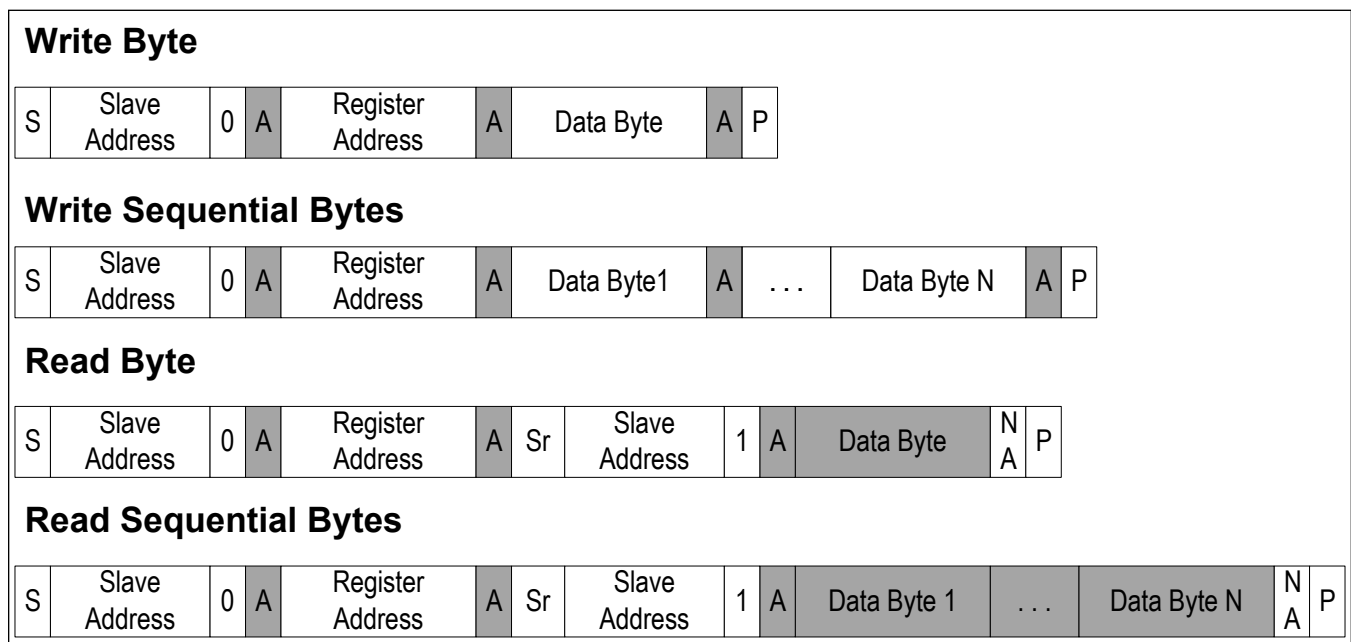 Write Byte
S Slave Address 0 A Register Address A Data Byte A P
Write Sequential Bytes
S Slave Address 0 A Register Address A Data Byte1 A . . . Data Byte N A P
Read Byte
S Slave Address 0 A Register Address A Sr Slave Address 1 A Data Byte N A P
Read Sequential Bytes
S Slave Address 0 A Register Address A Sr Slave Address 1 A Data Byte 1 . . . Data Byte N N A P